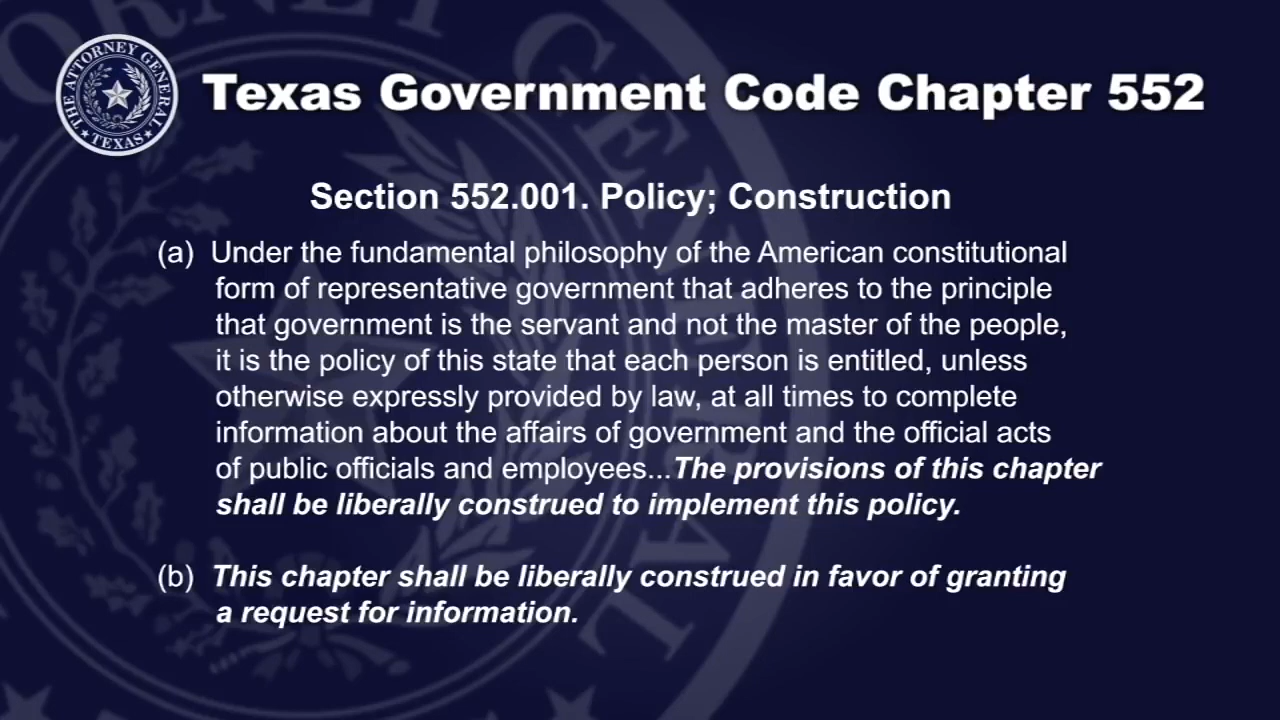 THE ATTORNEY GENERAL
TEXAS
Texas Government Code Chapter 552
Section 552.001. Policy; Construction
(a) Under the fundamental philosophy of the American constitutional
form of representative government that adheres to the principle
that government is the servant and not the master of the people,
it is the policy of this state that each person is entitled, unless
otherwise expressly provided by law, at all times to complete
information about the affairs of government and the official acts
of public officials and employees...The provisions of this chapter
shall be liberally construed to implement this policy.
(b) This chapter shall be liberally construed in favor of granting
a request for information.